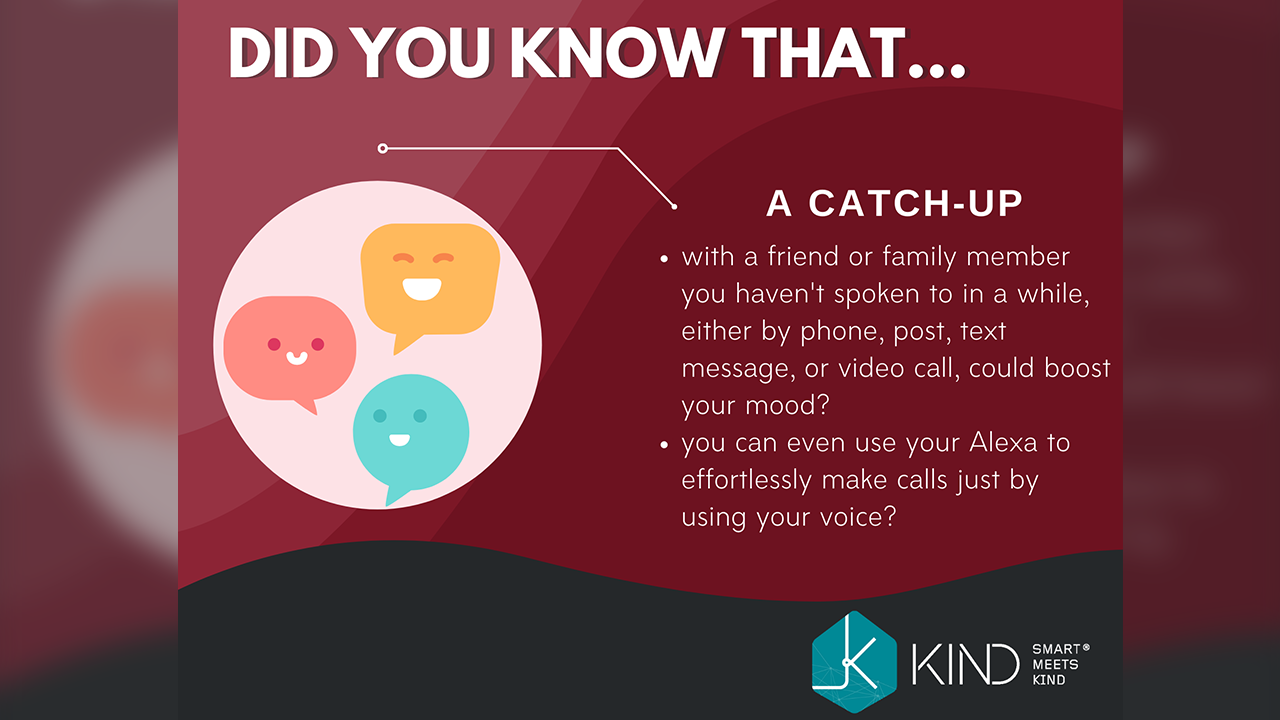 DID YOU KNOW THAT...
A CATCH-UP
• with a friend or family member
you haven't spoken to in a while,
either by phone, post, text
message, or video call, could boost
your mood?
• you can even use your Alexa to
effortlessly make calls just by
using your voice?
KIND
SMART®
MEETS
KIND